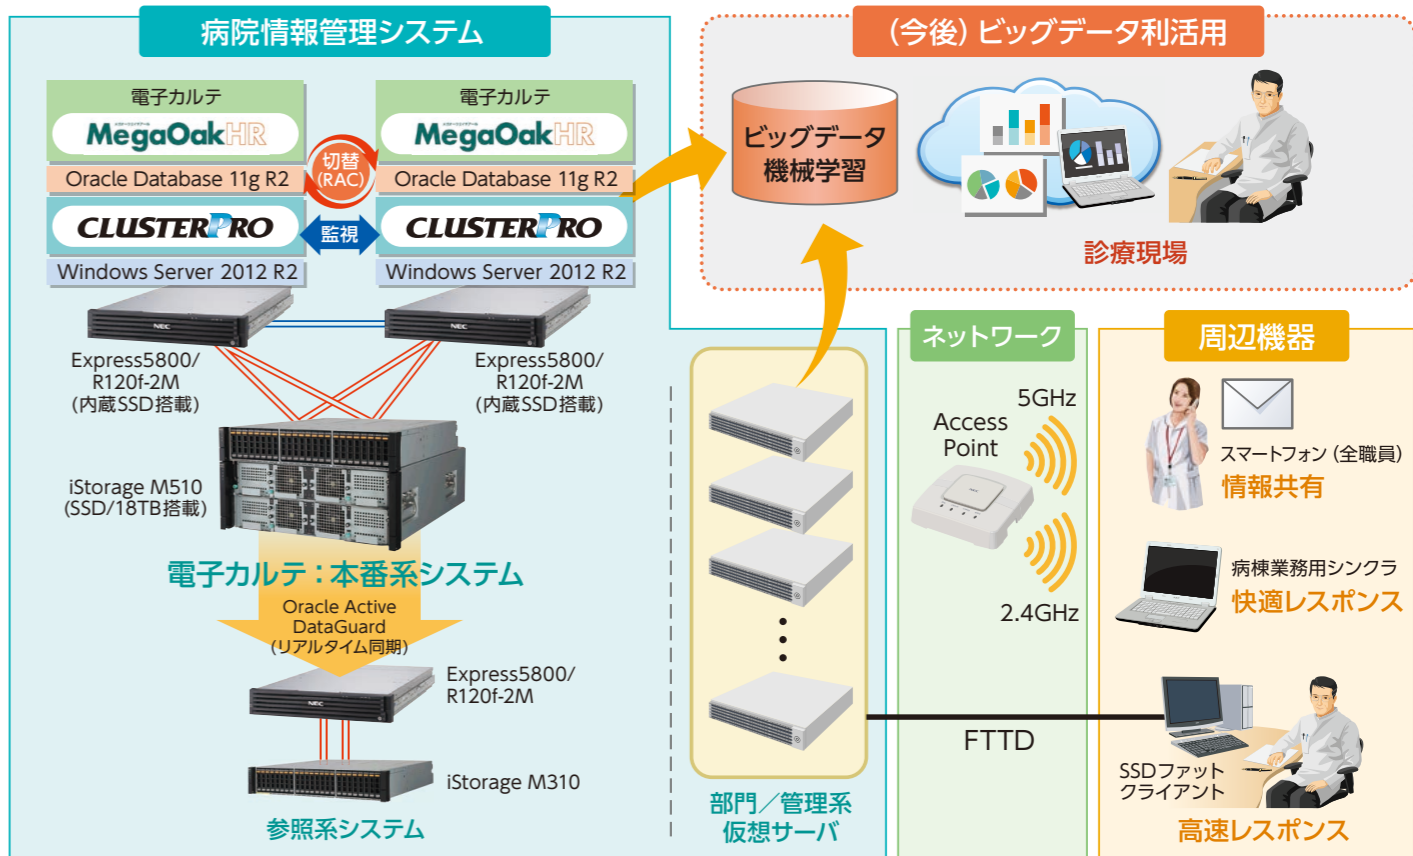 病院情報管理システム
電子カルテ
MegaOakHR
Oracle Database 11g R2
CLUSTERPRO
Windows Server 2012 R2
切替
(RAC)
監視
電子カルテ
MegaOakHR
Oracle Database 11g R2
CLUSTERPRO
Windows Server 2012 R2
NEC
NEC
Express5800/
R120f-2M
(内蔵SSD搭載)
Express5800/
R120f-2M
(内蔵SSD搭載)
iStorage M510
(SSD/18TB搭載)
電子カルテ：本番系システム
Oracle Active
DataGuard
(リアルタイム同期)
NEC
Express5800/
R120f-2M
iStorage M310
参照系システム
部門／管理系
仮想サーバ
(今後) ビッグデータ利活用
ビッグデータ
機械学習
診療現場
ネットワーク
Access
Point
5GHz
2.4GHz
FTTD
周辺機器
スマートフォン (全職員)
情報共有
病棟業務用シンクラ
快適レスポンス
SSDファット
クライアント
高速レスポンス